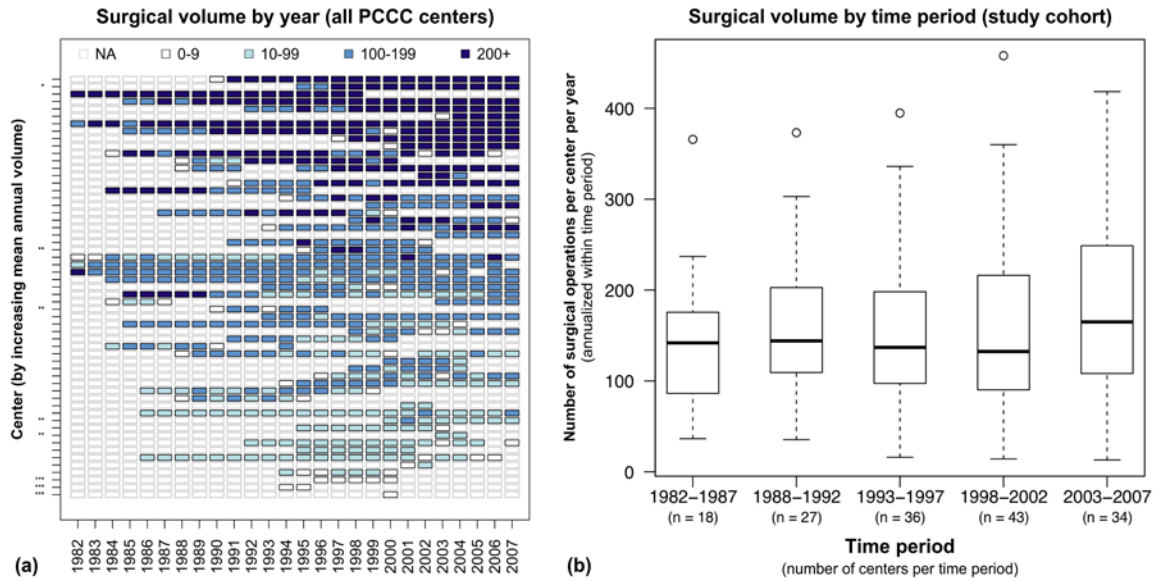 Surgical volume by year (all PCCC centers)
NA 0-9 10-99 100-199 200+
Center (by increasing mean annual volume)
1982 1983 1984 1985 1986 1987 1988 1989 1990 1991 1992 1993 1994 1995 1996 1997 1998 1999 2000 2001 2002 2003 2004 2005 2006 2007
(a)
Surgical volume by time period (study cohort)
Number of surgical operations per center per year
(annualized within time period)
400
300
200
100
0
1982−1987 1988−1992 1993−1997 1998−2002 2003−2007
(n = 18) (n = 27) (n = 36) (n = 43) (n = 34)
Time period
(number of centers per time period)
(b)